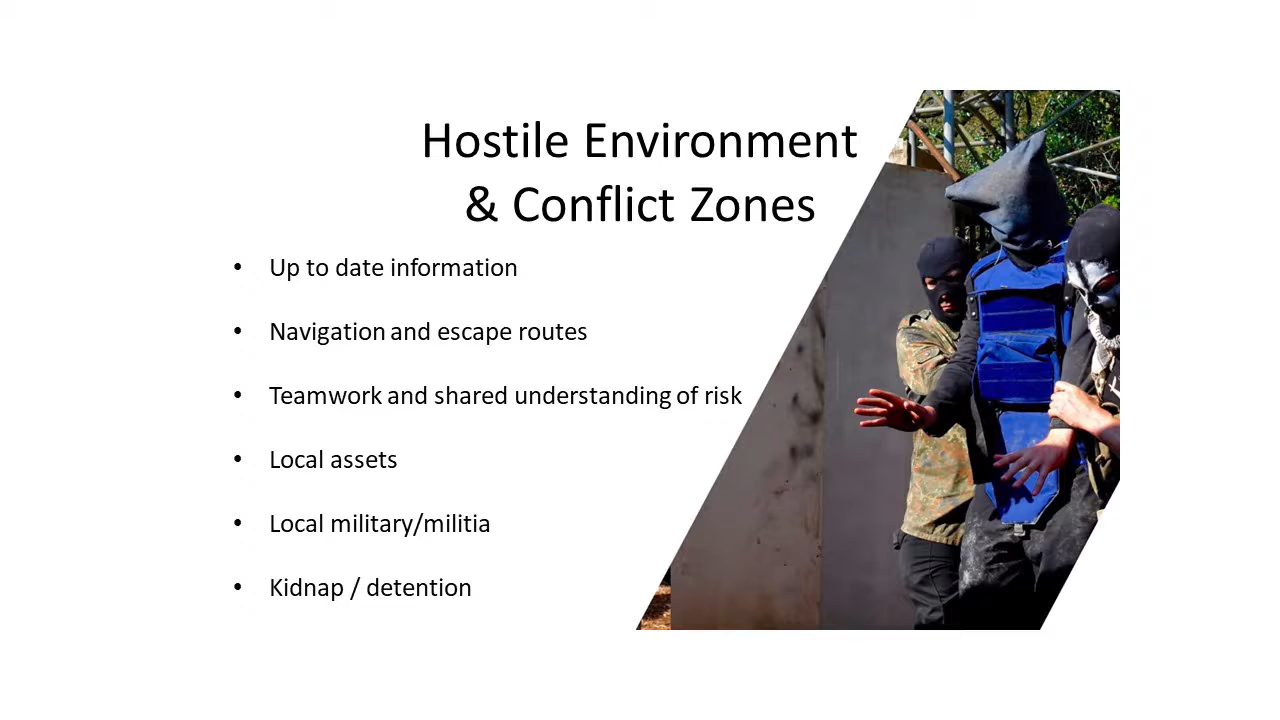 Hostile Environment
& Conflict Zones
• Up to date information
• Navigation and escape routes
• Teamwork and shared understanding of risk
• Local assets
• Local military/militia
• Kidnap / detention